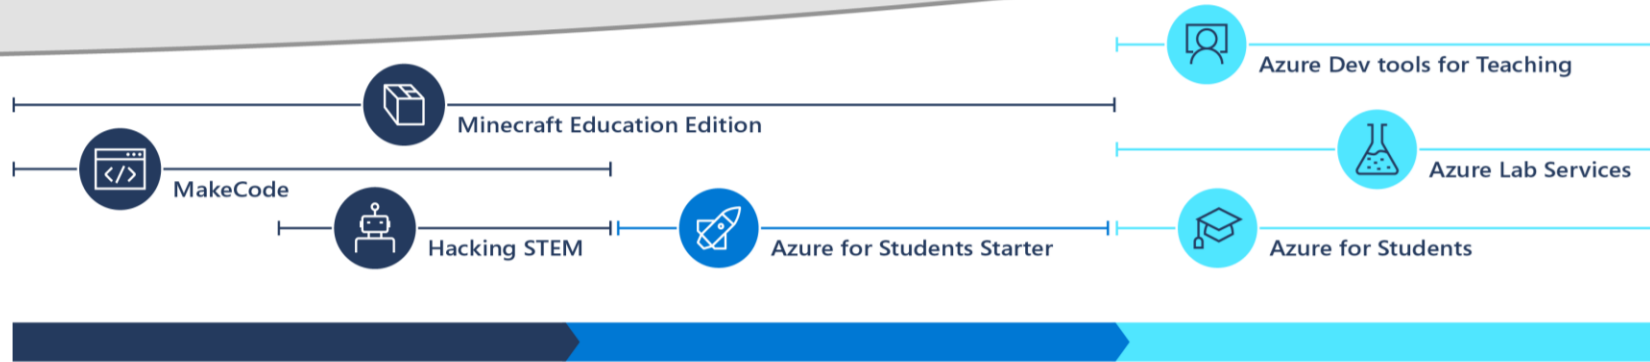 Azure Dev tools for Teaching
Minecraft Education Edition
Azure Lab Services
MakeCode
Hacking STEM
Azure for Students Starter
Azure for Students